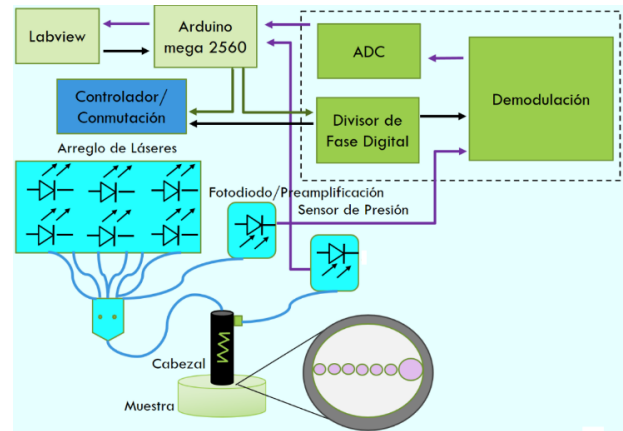 Labview
Arduino
mega 2560
ADC
Demodulación
Controlador/
Conmutación
Divisor de
Fase Digital
Arreglo de Láseres
Fotodiodo/Preamplificación
Sensor de Presión
Cabezal
Muestra